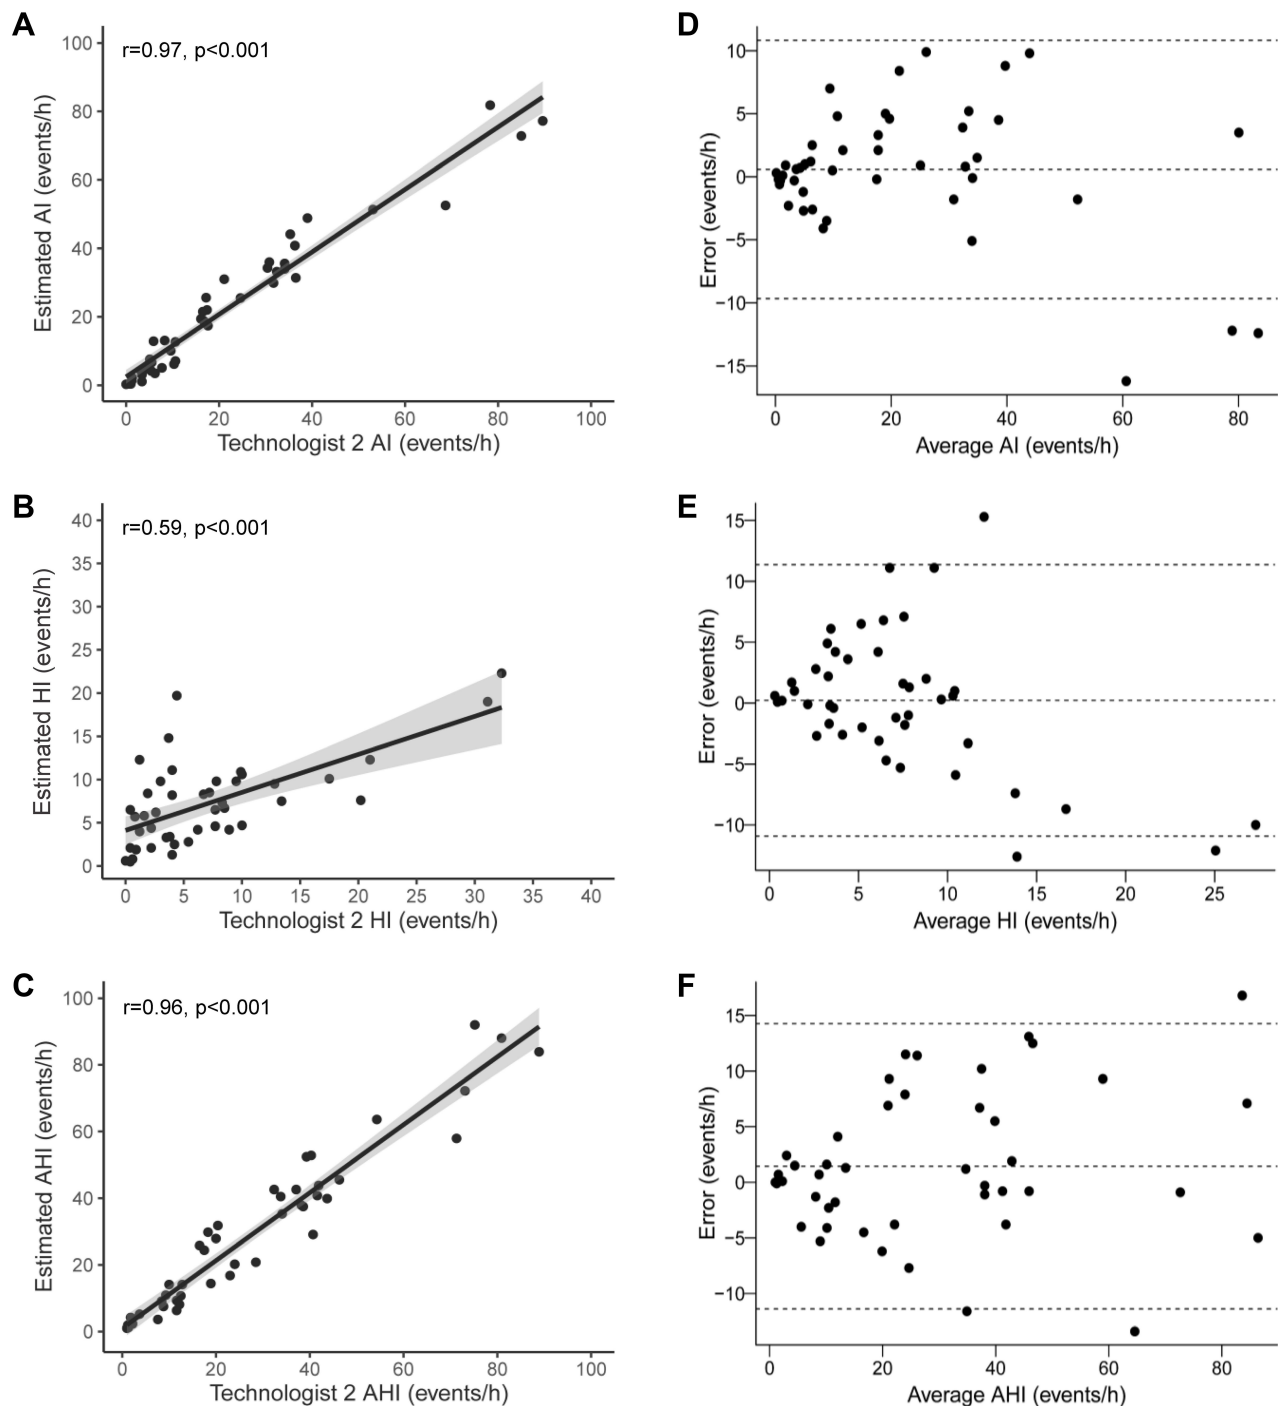 A
r=0.97, p<0.001
Estimated AI (events/h)
100
80
60
40
20
0
0 20 40 60 80 100
Technologist 2 AI (events/h)
D
Error (events/h)
10
5
0
−5
−10
−15
0 20 40 60 80
Average AI (events/h)
B
r=0.59, p<0.001
Estimated HI (events/h)
40
35
30
25
20
15
10
5
0
0 5 10 15 20 25 30 35 40
Technologist 2 HI (events/h)
E
Error (events/h)
15
10
5
0
−5
−10
0 5 10 15 20 25
Average HI (events/h)
C
r=0.96, p<0.001
Estimated AHI (events/h)
100
80
60
40
20
0
0 20 40 60 80 100
Technologist 2 AHI (events/h)
F
Error (events/h)
15
10
5
0
−5
−10
0 20 40 60 80
Average AHI (events/h)